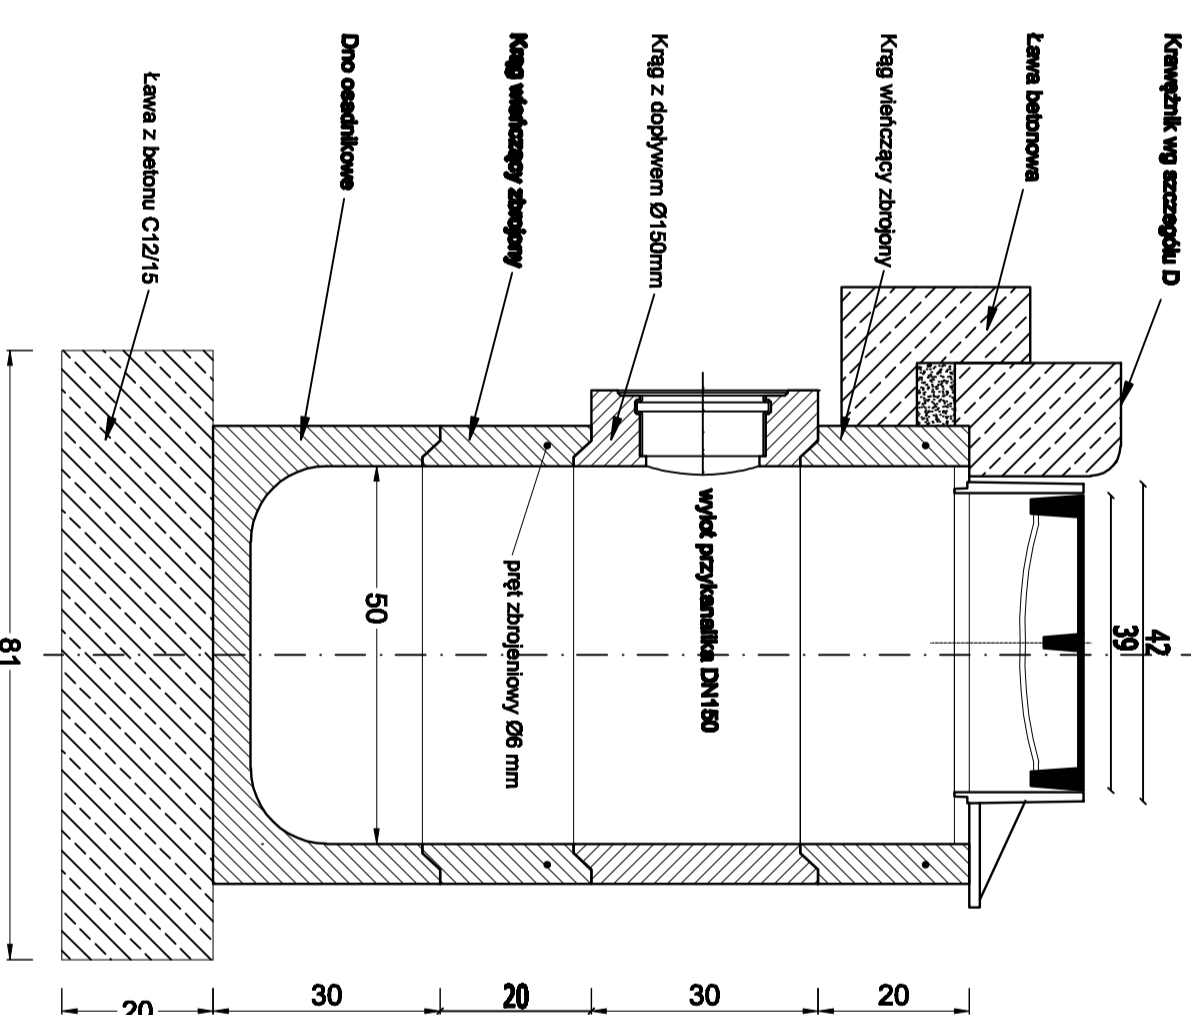 Krawężnik wg szczegółu D
Ława betonowa
Krąg wieńczący zbrojony
Krąg z dopływem Ø150mm
Krąg wieńczący zbrojony
Dno osadnikowe
Ława z betonu C12/15
wylot przykanalika DN150
pręt zbrojeniowy Ø6 mm
42
39
50
81
20
30
20
30
20